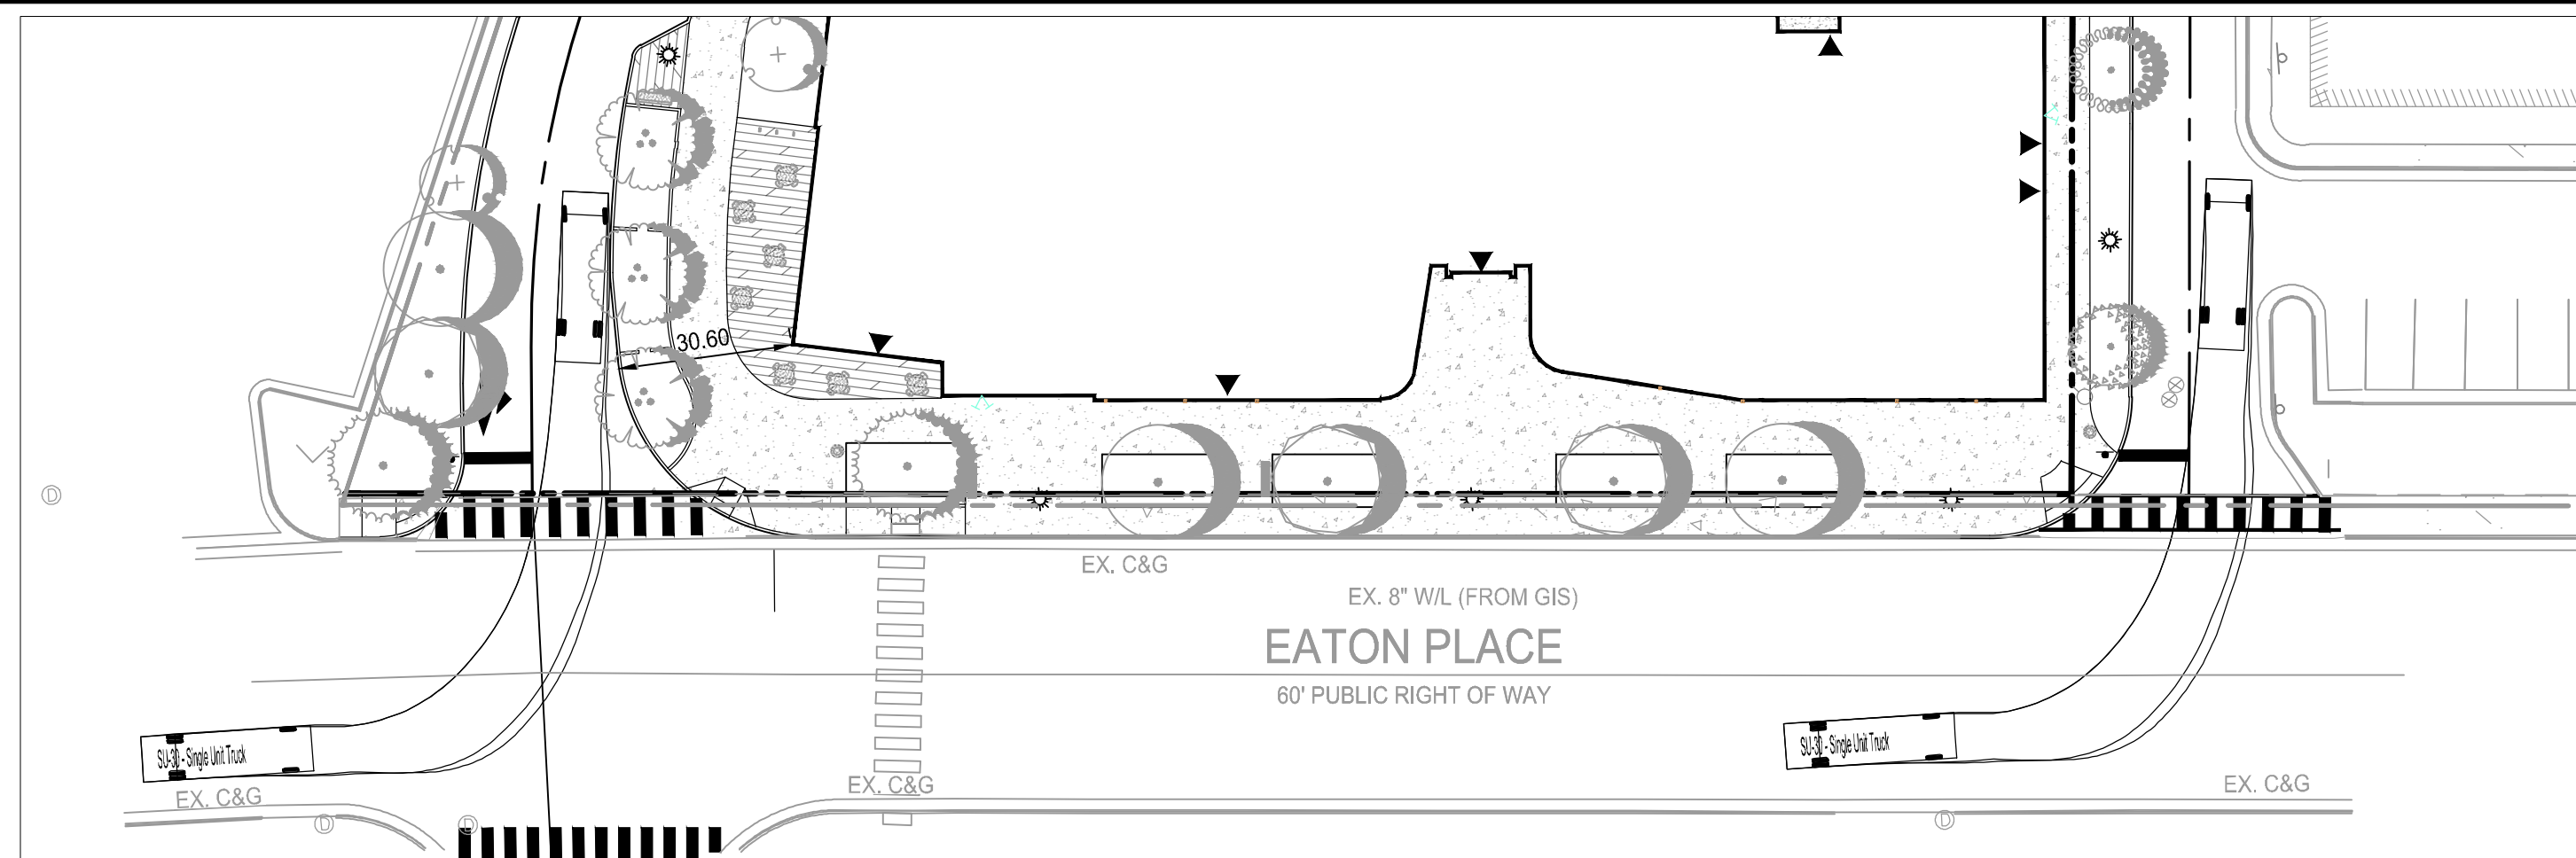 30.60
Ⓓ
EX. C&G
EX. 8" W/L (FROM GIS)
EATON PLACE
60' PUBLIC RIGHT OF WAY
SU-30 - Single Unit Truck
SU-30 - Single Unit Truck
EX. C&G
EX. C&G
EX. C&G
Ⓓ
Ⓓ
Ⓓ